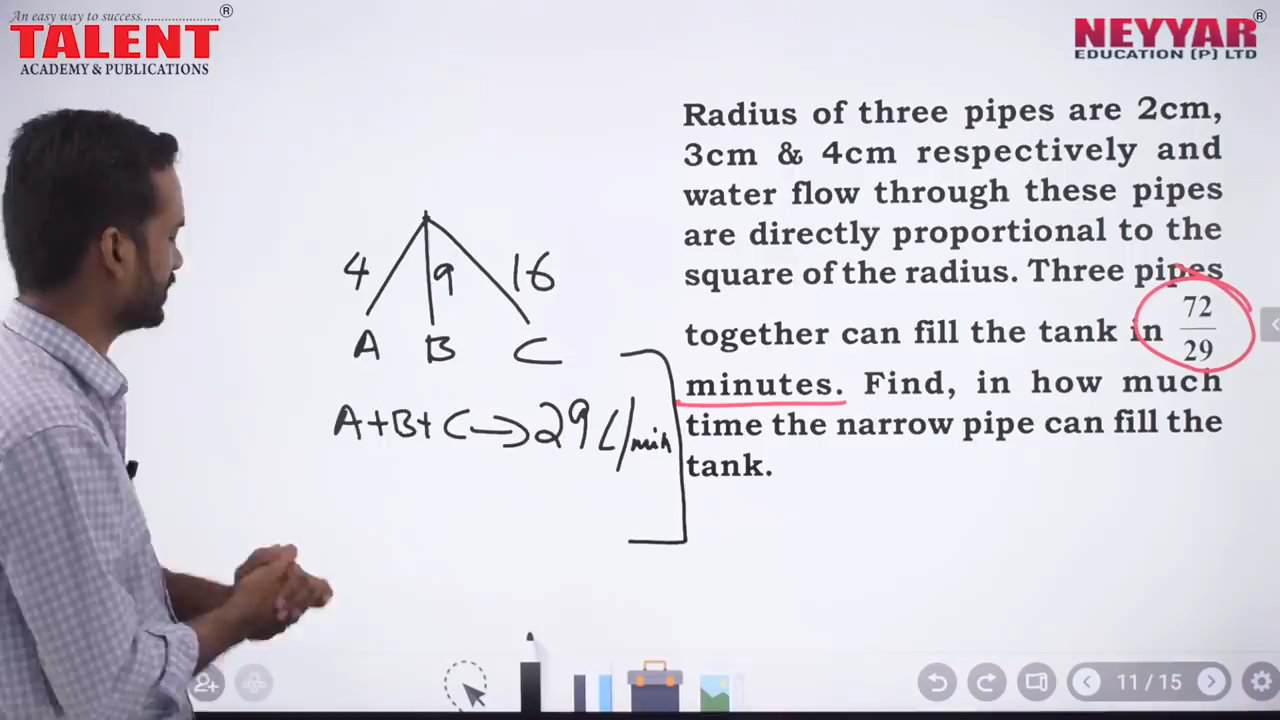 An easy way to success........................
®
TALENT
ACADEMY & PUBLICATIONS
NEYYAR
®
EDUCATION (P) LTD
Radius of three pipes are 2cm,
3cm & 4cm respectively and
water flow through these pipes
are directly proportional to the
square of the radius. Three pipes
together can fill the tank in 72/29
minutes. Find, in how much
time the narrow pipe can fill the
tank.
4 9 16
A B C
A+B+C→29 L/min
11 / 15